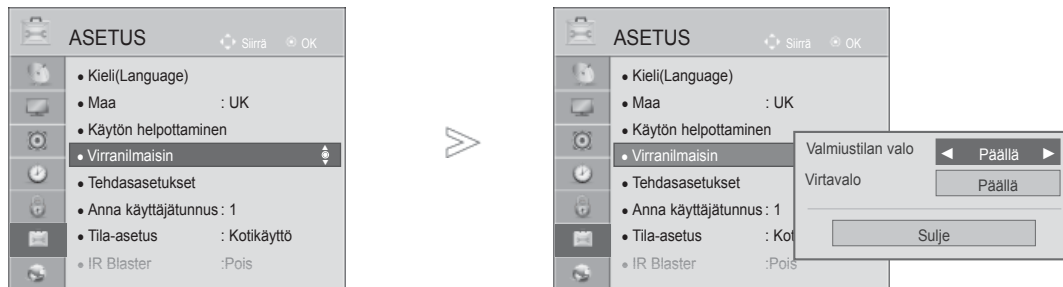 ASETUS
Siirrä
OK
● Kieli(Language)
● Maa : UK
● Käytön helpottaminen
● Virranilmaisin
● Tehdasasetukset
● Anna käyttäjätunnus : 1
● Tila-asetus : Kotikäyttö
● IR Blaster :Pois
ASETUS
Siirrä
OK
● Kieli(Language)
● Maa : UK
● Käytön helpottaminen
● Virranilmaisin
● Tehdasasetukset
● Anna käyttäjätunnus : 1
● Tila-asetus : Kot
● IR Blaster :Pois
Valmiustilan valo ◀ Päällä ▶
Virtavalo Päällä
Sulje